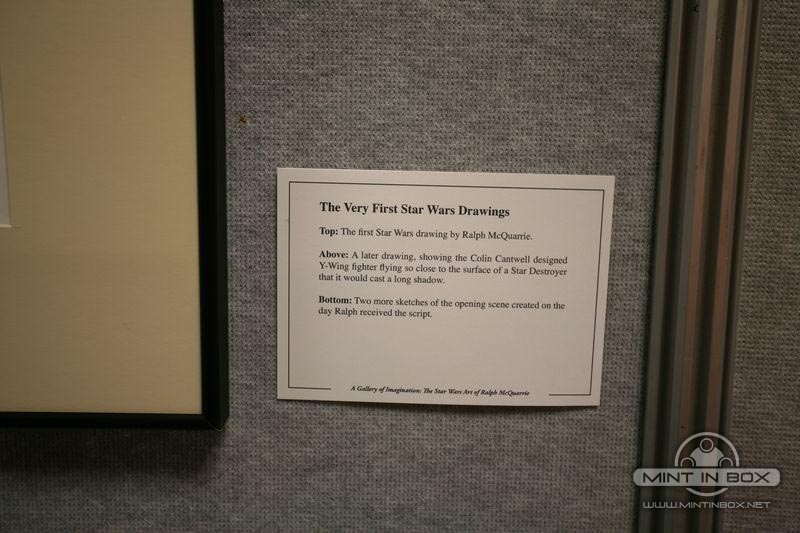 The Very First Star Wars Drawings
Top: The first Star Wars drawing by Ralph McQuarrie.
Above: A later drawing, showing the Colin Cantwell designed
Y-Wing fighter flying so close to the surface of a Star Destroyer
that it would cast a long shadow.
Bottom: Two more sketches of the opening scene created on the
day Ralph received the script.
A Gallery of Imagination: The Star Wars Art of Ralph McQuarrie
MINT IN BOX
WWW.MINTINBOX.NET